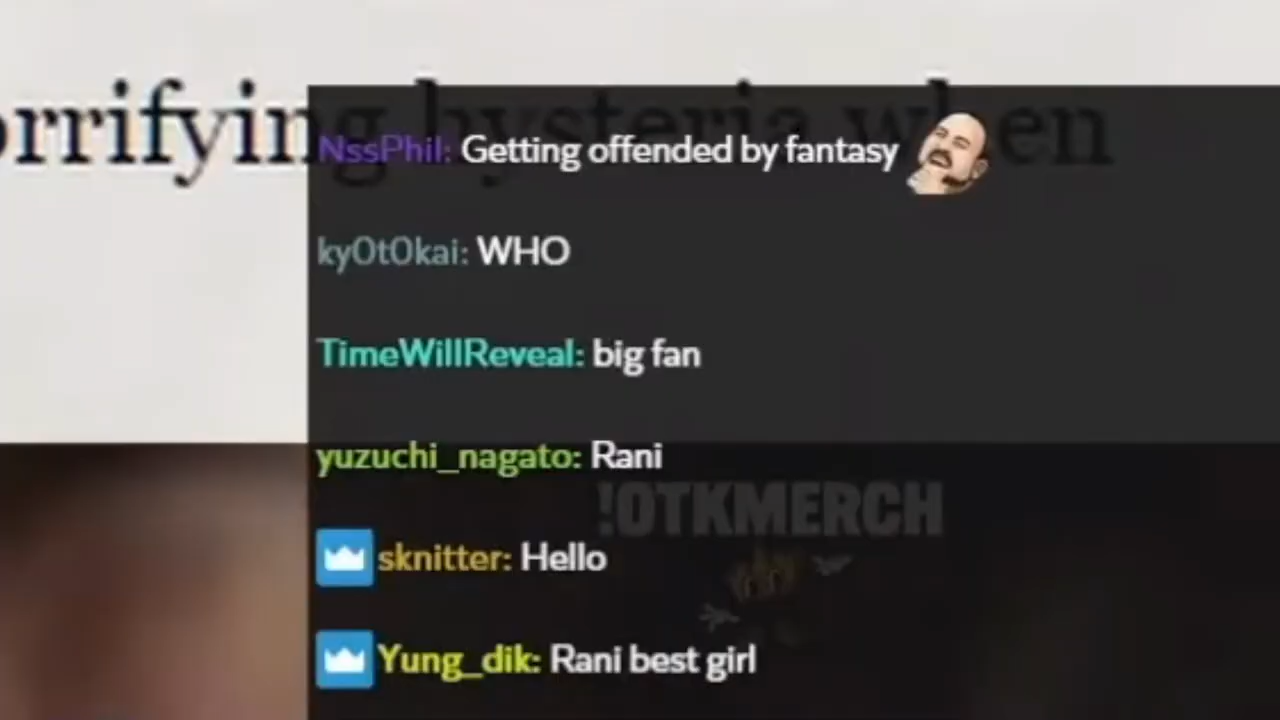 orrifying hysteria when
NssPhil: Getting offended by fantasy
ky0t0kai: WHO
TimeWillReveal: big fan
yuzuchi_nagato: Rani
!OTKMERCH
sknitter: Hello
Yung_dik: Rani best girl